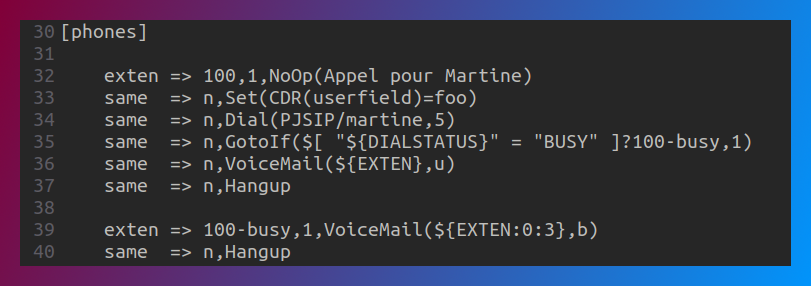 30 [phones]
31
32     exten => 100,1,NoOp(Appel pour Martine)
33     same  => n,Set(CDR(userfield)=foo)
34     same  => n,Dial(PJSIP/martine,5)
35     same  => n,GotoIf($[ "${DIALSTATUS}" = "BUSY" ]?100-busy,1)
36     same  => n,VoiceMail(${EXTEN},u)
37     same  => n,Hangup
38
39     exten => 100-busy,1,VoiceMail(${EXTEN:0:3},b)
40     same  => n,Hangup